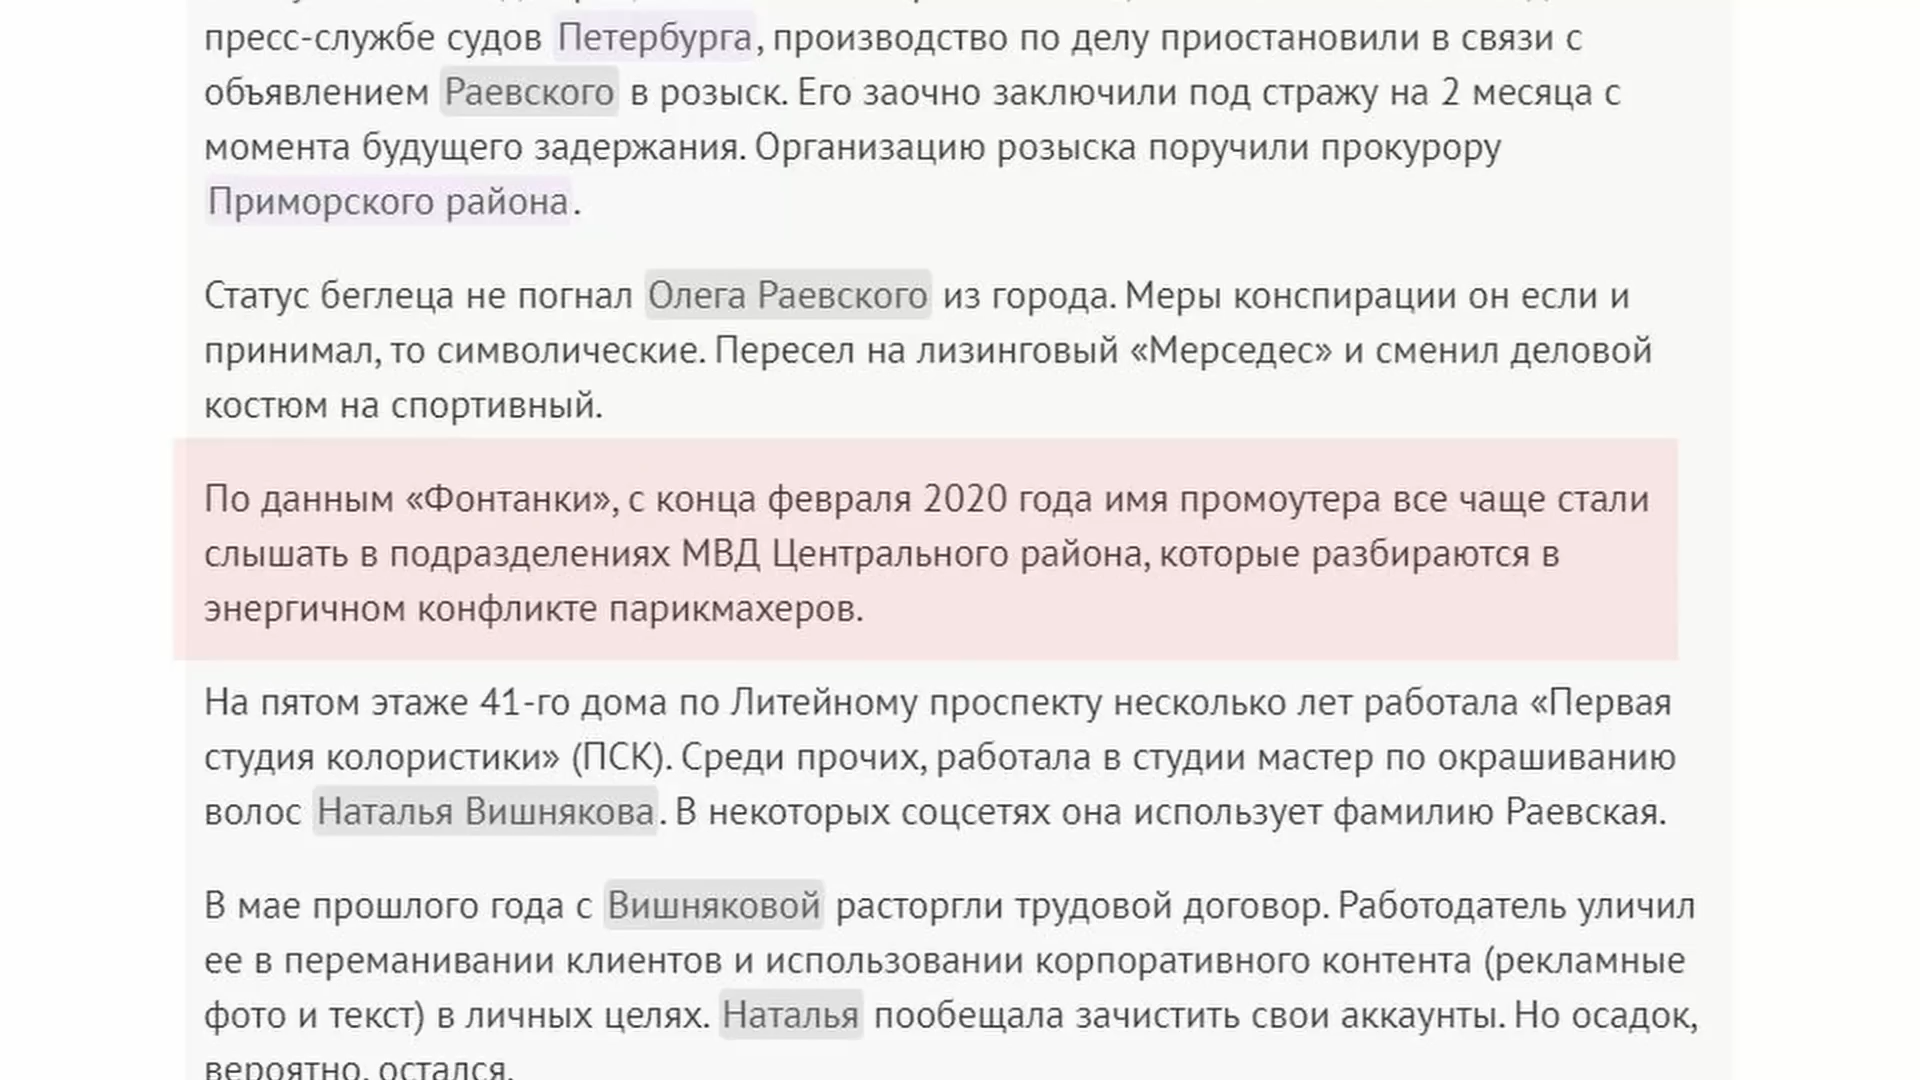 пресс-службе судов Петербурга, производство по делу приостановили в связи с
объявлением Раевского в розыск. Его заочно заключили под стражу на 2 месяца с
момента будущего задержания. Организацию розыска поручили прокурору
Приморского района.
Статус беглеца не погнал Олега Раевского из города. Меры конспирации он если и
принимал, то символические. Пересел на лизинговый «Мерседес» и сменил деловой
костюм на спортивный.
По данным «Фонтанки», с конца февраля 2020 года имя промоутера все чаще стали
слышать в подразделениях МВД Центрального района, которые разбираются в
энергичном конфликте парикмахеров.
На пятом этаже 41-го дома по Литейному проспекту несколько лет работала «Первая
студия колористики» (ПСК). Среди прочих, работала в студии мастер по окрашиванию
волос Наталья Вишнякова. В некоторых соцсетях она использует фамилию Раевская.
В мае прошлого года с Вишняковой расторгли трудовой договор. Работодатель уличил
ее в переманивании клиентов и использовании корпоративного контента (рекламные
фото и текст) в личных целях. Наталья пообещала зачистить свои аккаунты. Но осадок,
вероятно, остался.